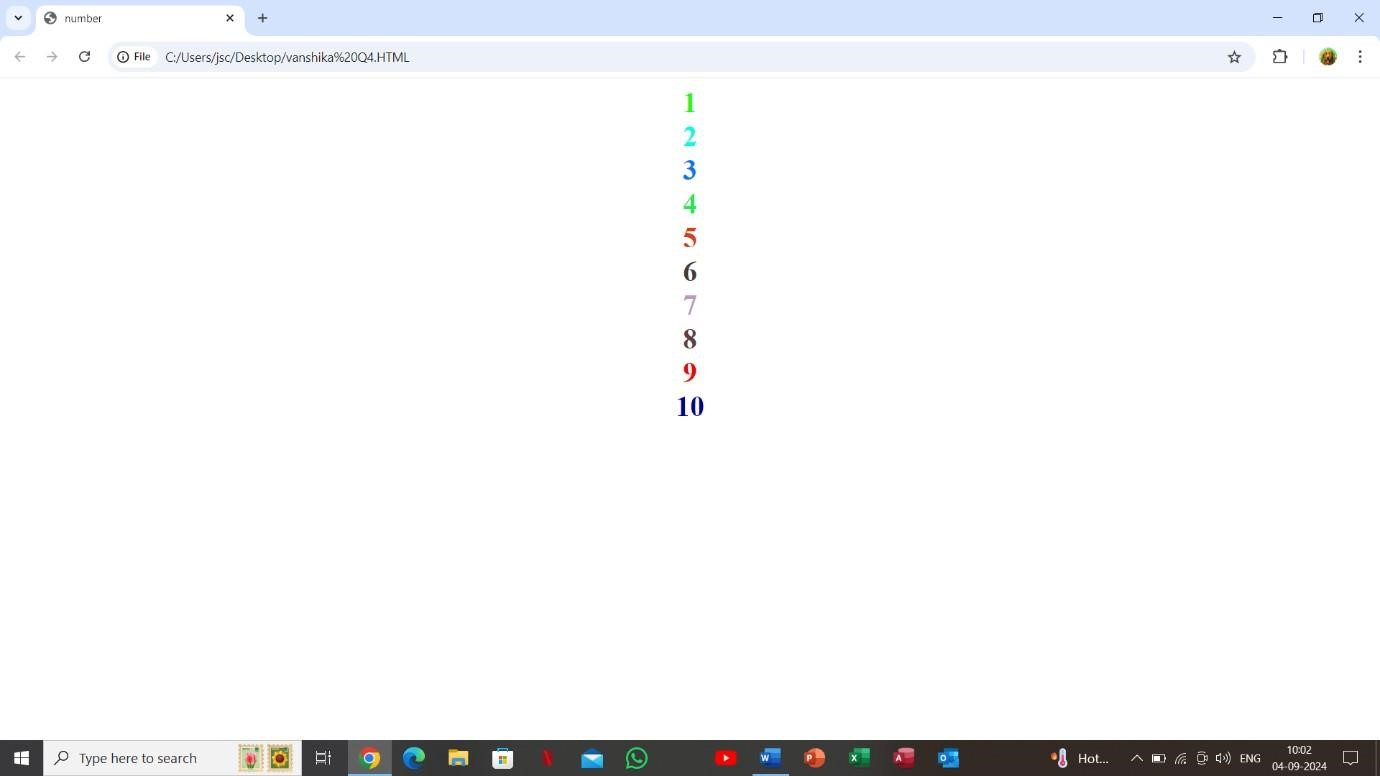 number
File C:/Users/jsc/Desktop/vanshika%20Q4.HTML
1
2
3
4
5
6
7
8
9
10
Type here to search
Hot...
ENG
10:02
04-09-2024